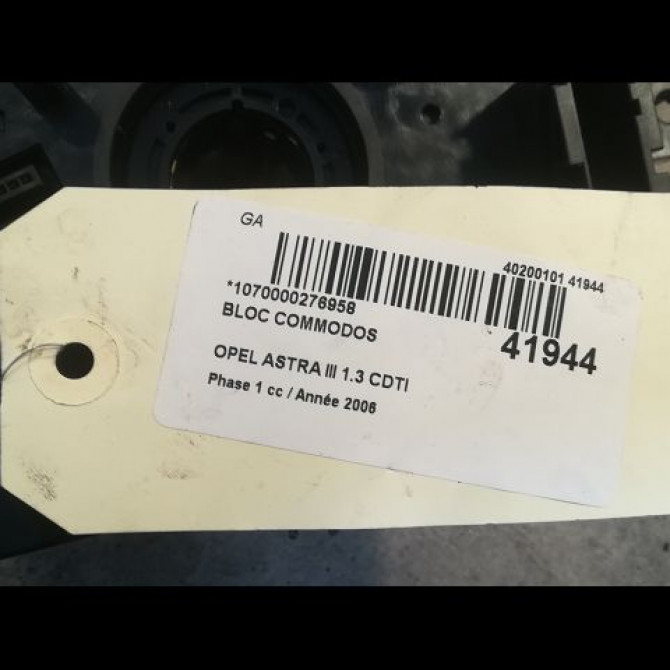 GA
40200101 41944
*1070000276958
BLOC COMMODOS
41944
OPEL ASTRA III 1.3 CDTI
Phase 1 cc / Année 2006